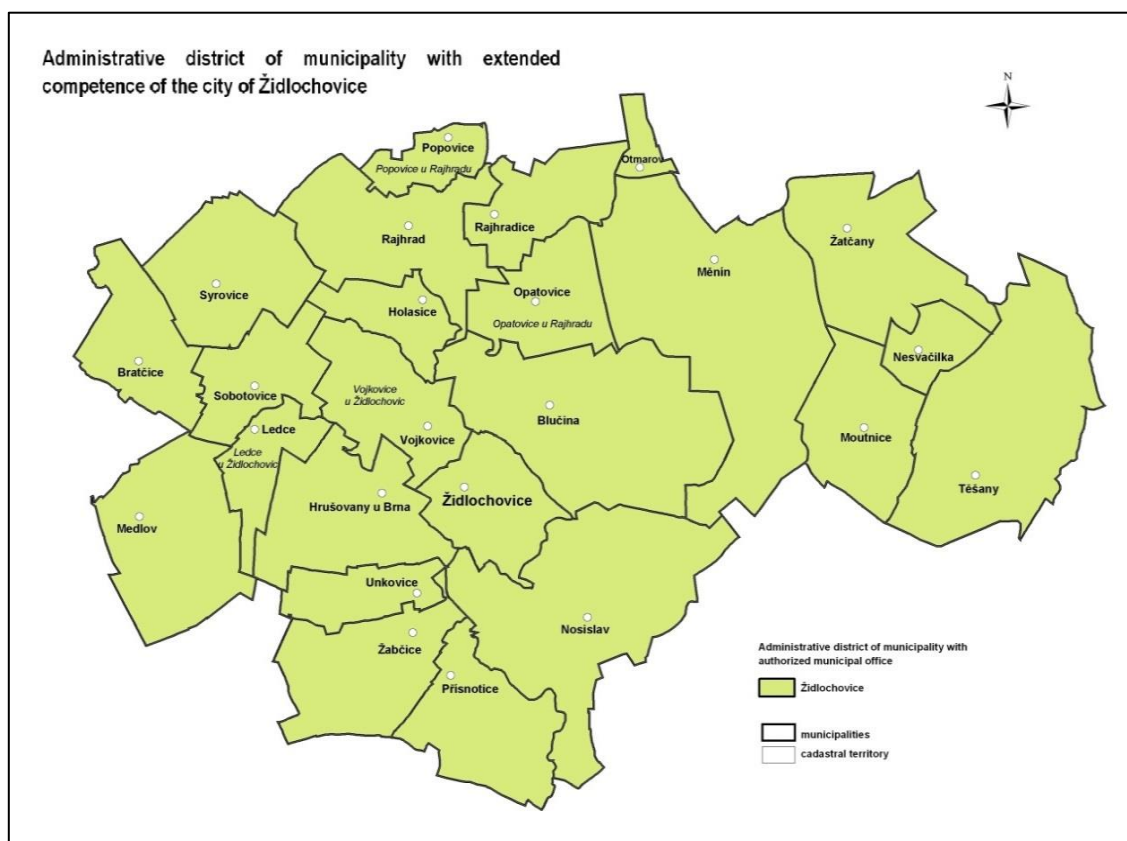 Administrative district of municipality with extended
competence of the city of Židlochovice
N
Popovice
Popovice u Rajhradu
Otmarov
Rajhradice
Rajhrad
Žatčany
Měnín
Syrovice
Holasice
Opatovice
Opatovice u Rajhradu
Nesvačilka
Bratčice
Sobotovice
Vojkovice
u Židlochovic
Blučina
Vojkovice
Ledce
Ledce
u Židlochovic
Moutnice
Těšany
Židlochovice
Hrušovany u Brna
Medlov
Unkovice
Nosislav
Žabčice
Přísnotice
Administrative district of municipality with
authorized municipal office
Židlochovice
municipalities
cadastral territory